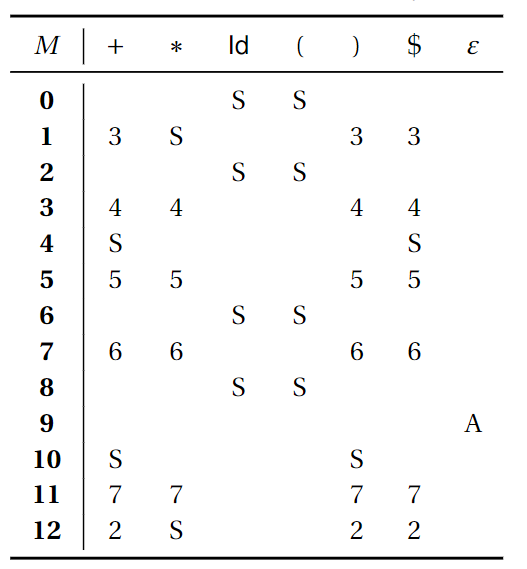 M + * Id ( ) $ ε
0 S S
1 3 S 3 3
2 S S
3 4 4 4 4
4 S S
5 5 5 5 5
6 S S
7 6 6 6 6
8 S S
9 A
10 S S
11 7 7 7 7
12 2 S 2 2